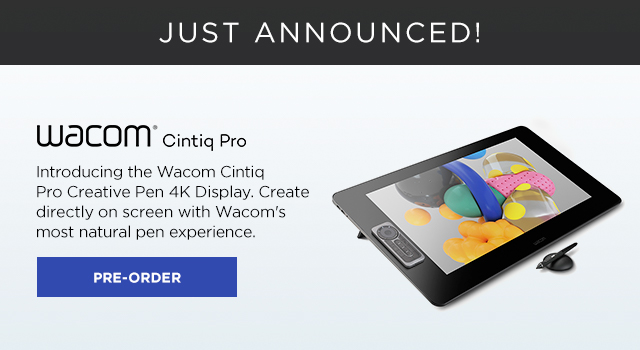 JUST ANNOUNCED!
wacom® Cintiq Pro
Introducing the Wacom Cintiq
Pro Creative Pen 4K Display. Create
directly on screen with Wacom's
most natural pen experience.
PRE-ORDER
wacom